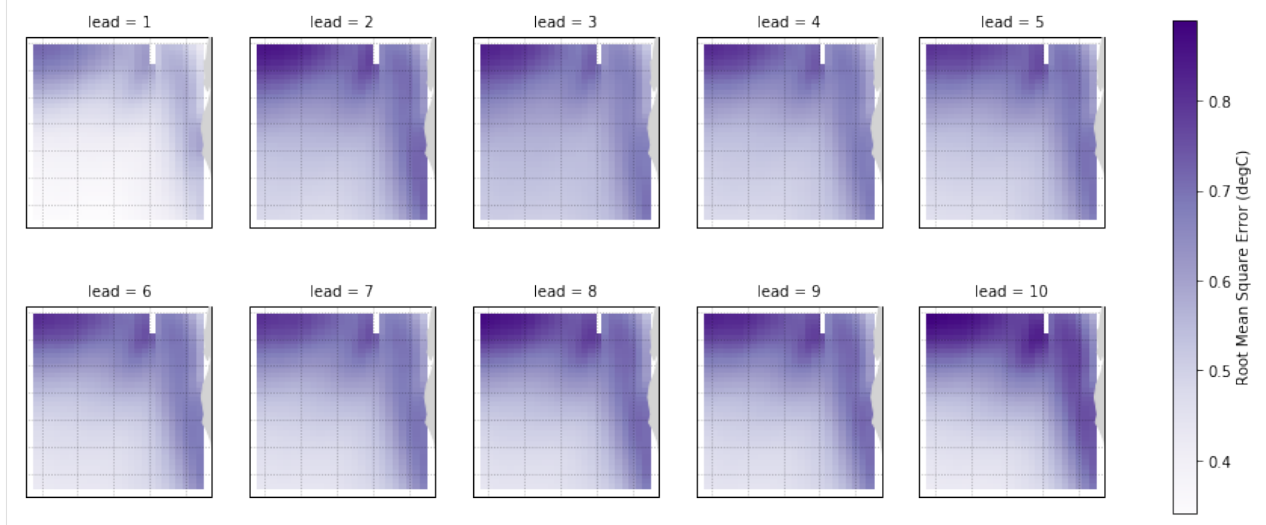 lead = 1
lead = 2
lead = 3
lead = 4
lead = 5
lead = 6
lead = 7
lead = 8
lead = 9
lead = 10
0.8
0.7
0.6
0.5
0.4
Root Mean Square Error (degC)